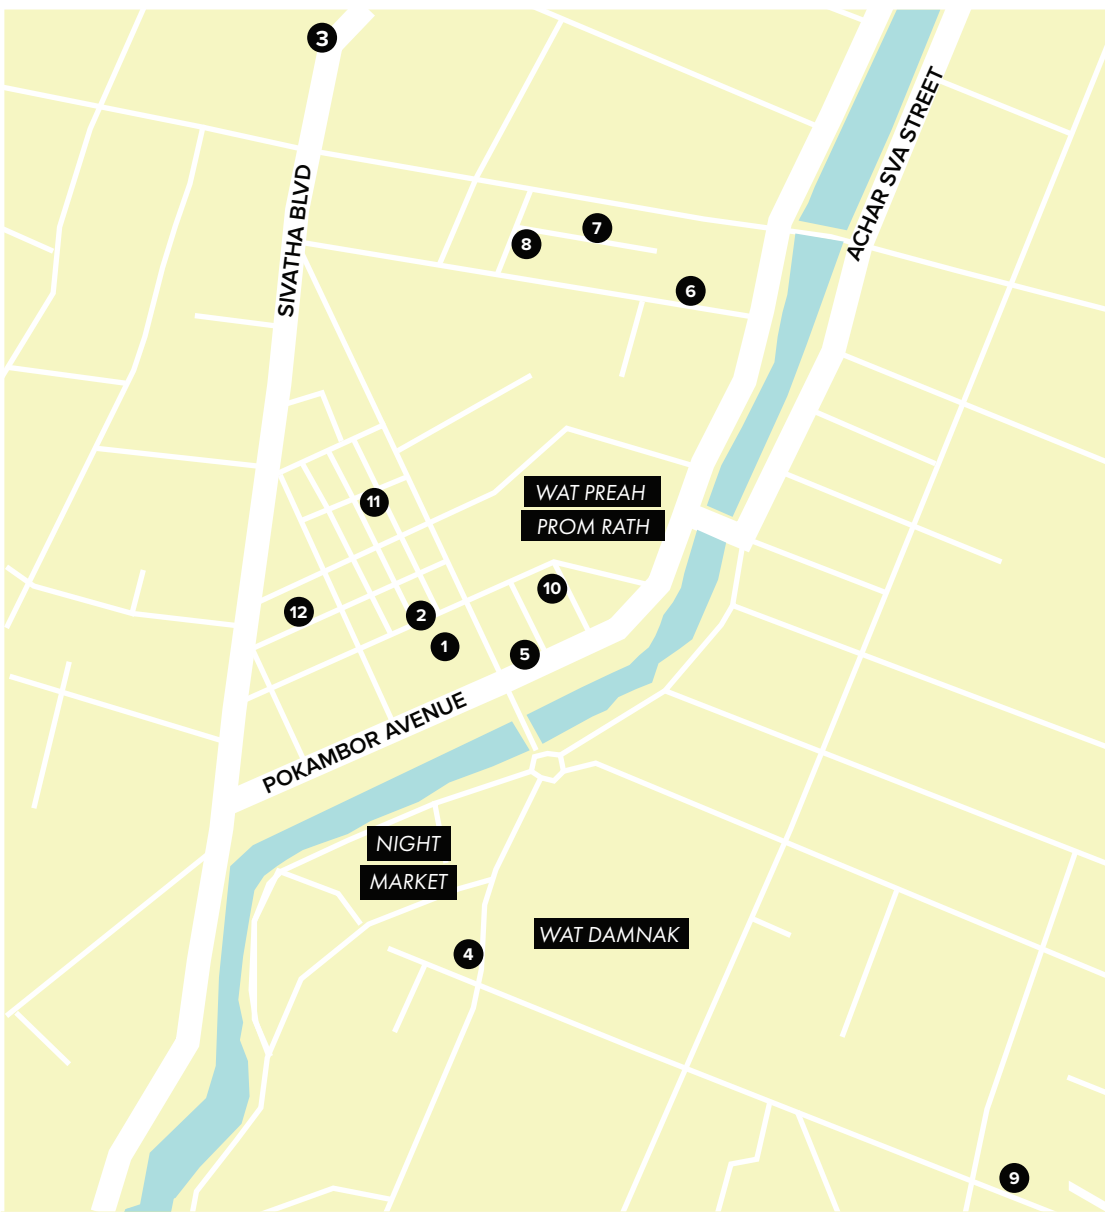 3
SIVATHA BLVD
ACHAR SVA STREET
7
8
6
WAT PREAH
PROM RATH
11
10
12
2
1
5
POKAMBOR AVENUE
NIGHT
MARKET
WAT DAMNAK
4
9